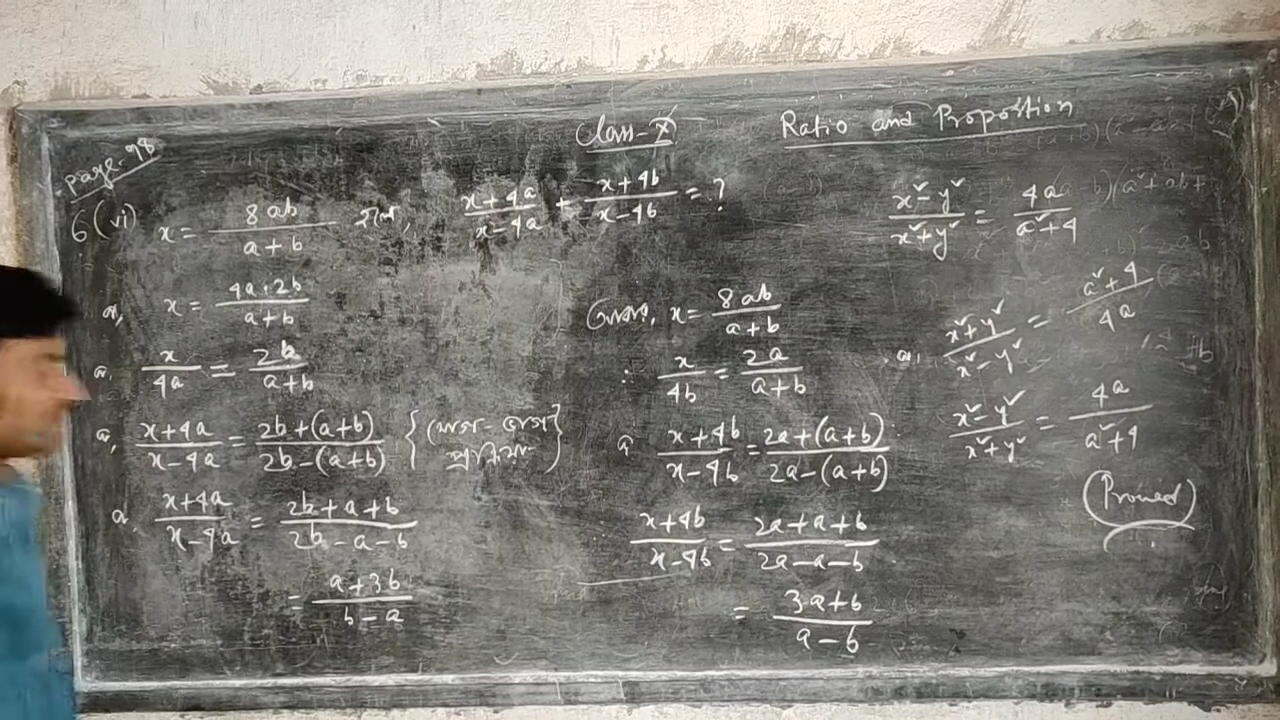 Class-X
Ratio and Proportion
page-98
6(vi) x = 8ab / a+b হলে, x+4a / x-4a + x+4b / x-4b = ?
বা, x = 4a·2b / a+b
বা, x / 4a = 2b / a+b
বা, x+4a / x-4a = 2b+(a+b) / 2b-(a+b) {যোগ-ভাগ প্রক্রিয়া}
বা, x+4a / x-4a = 2b+a+b / 2b-a-b
= a+3b / b-a
x = 8ab / a+b
∴ x / 4b = 2a / a+b
বা x+4b / x-4b = 2a+(a+b) / 2a-(a+b)
x+4b / x-4b = 2a+a+b / 2a-a-b
= 3a+b / a-b
x²-y² / x²+y² = 4a / a²+4
বা, x²+y² / x²-y² = a²+4 / 4a
x²-y² / x²+y² = 4a / a²+4
(Proved)